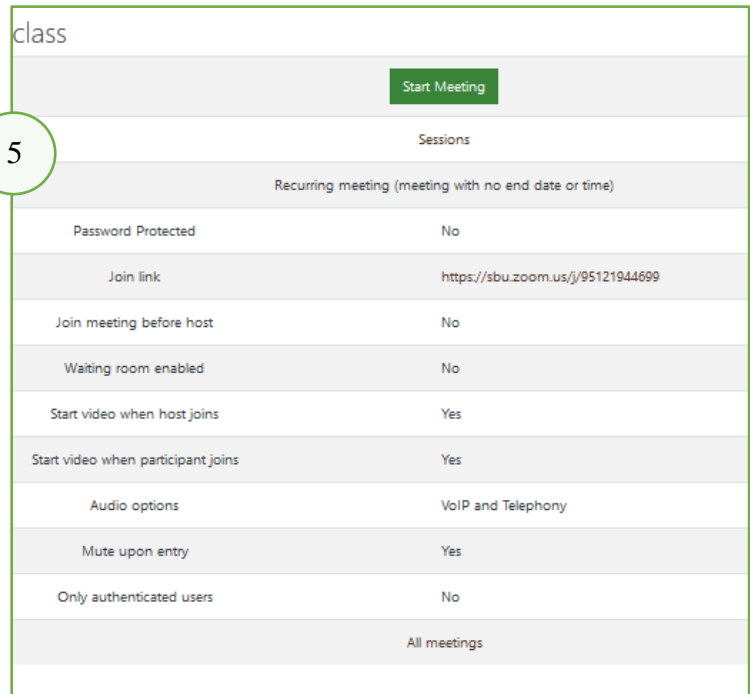 class
Start Meeting
5
Sessions
Recurring meeting (meeting with no end date or time)
Password Protected No
Join link https://sbu.zoom.us/j/95121944699
Join meeting before host No
Waiting room enabled No
Start video when host joins Yes
Start video when participant joins Yes
Audio options VoIP and Telephony
Mute upon entry Yes
Only authenticated users No
All meetings